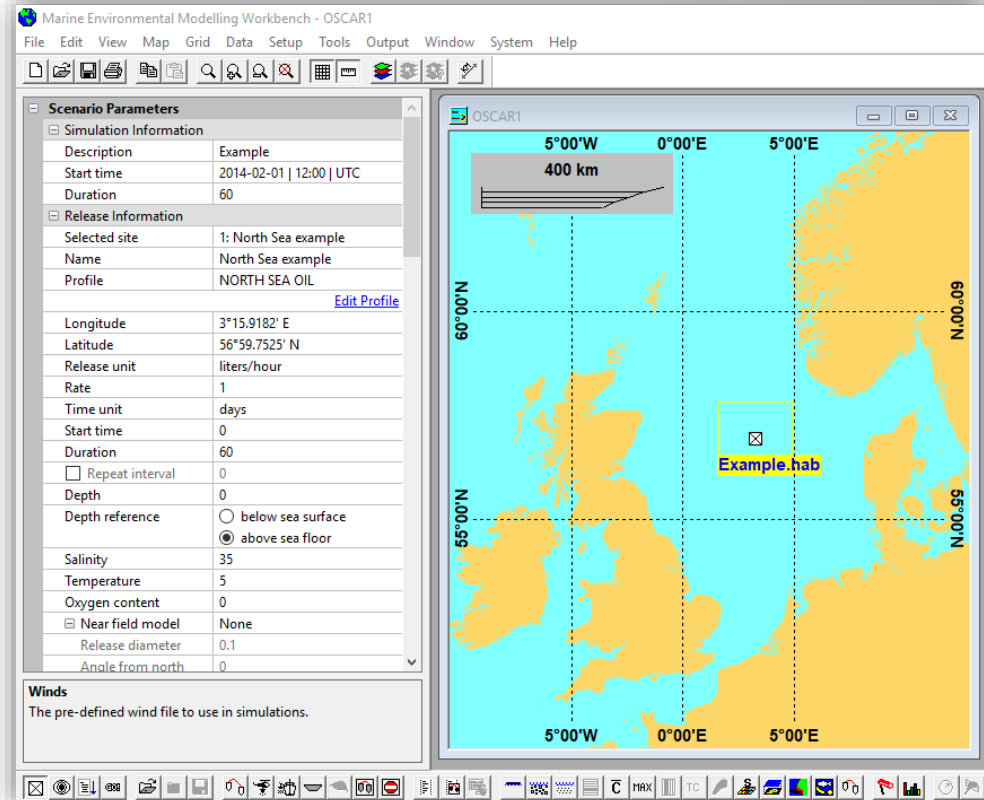 Marine Environmental Modelling Workbench - OSCAR1
File Edit View Map Grid Data Setup Tools Output Window System Help
Scenario Parameters
Simulation Information
Description Example
Start time 2014-02-01 | 12:00 | UTC
Duration 60
Release Information
Selected site 1: North Sea example
Name North Sea example
Profile NORTH SEA OIL
Edit Profile
Longitude 3°15.9182' E
Latitude 56°59.7525' N
Release unit liters/hour
Rate 1
Time unit days
Start time 0
Duration 60
Repeat interval 0
Depth 0
Depth reference below sea surface
above sea floor
Salinity 35
Temperature 5
Oxygen content 0
Near field model None
Release diameter 0.1
Angle from north 0
Winds
The pre-defined wind file to use in simulations.
OSCAR1
5°00'W 0°00'E 5°00'E
400 km
60°00'N 60°00'N
Example.hab
55°00'N 55°00'N
5°00'W 0°00'E 5°00'E
C MAX TC